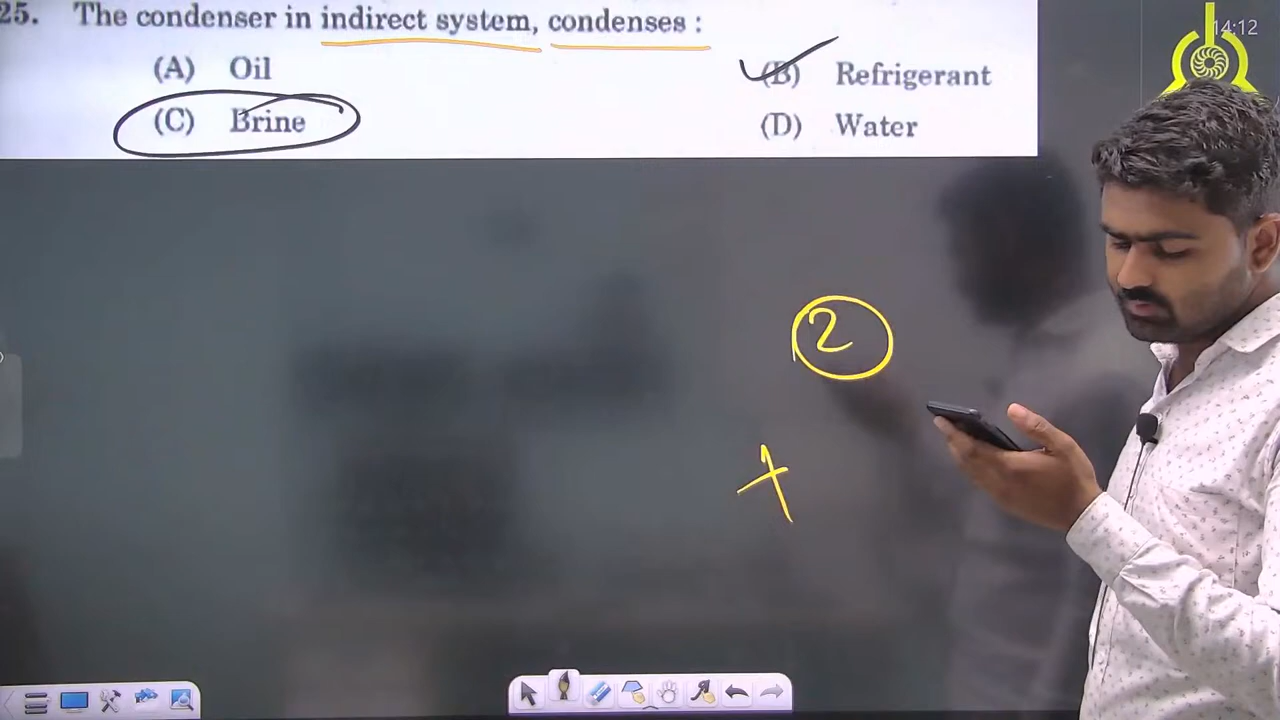 25. The condenser in indirect system, condenses :
(A) Oil
(B) Refrigerant
(C) Brine
(D) Water
14:12
2